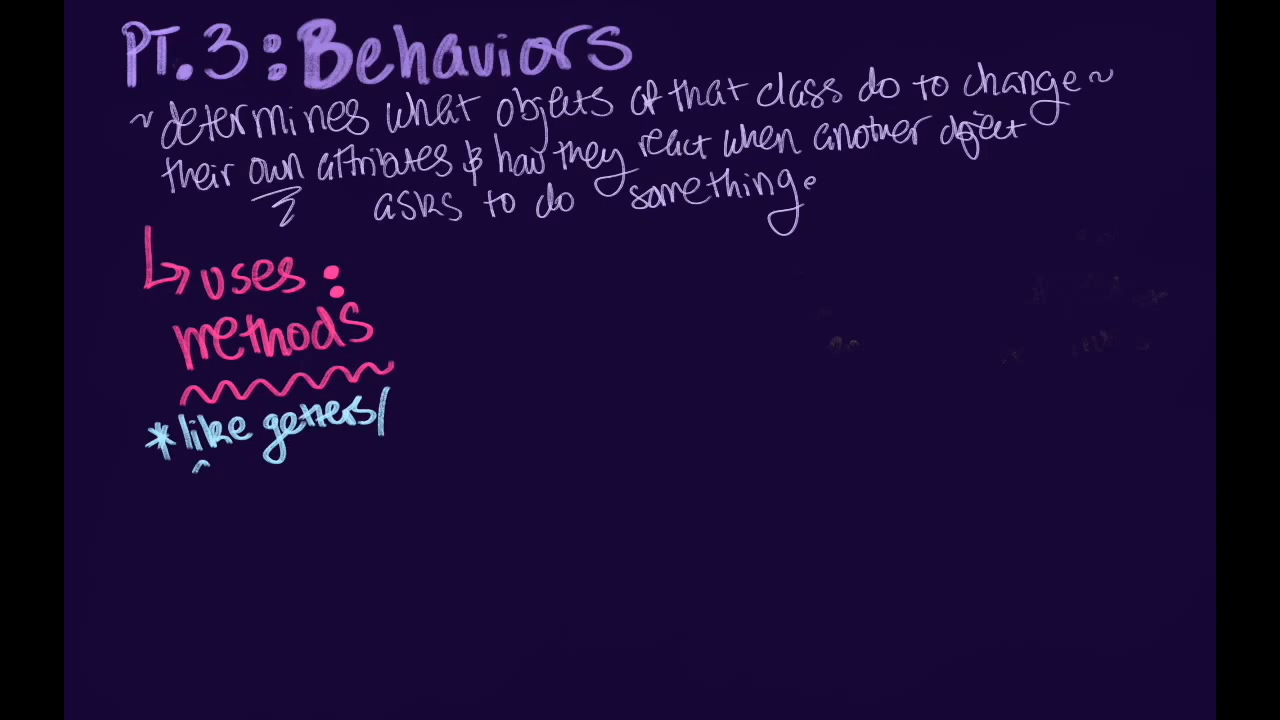 PT. 3: Behaviors
~ determines what objects of that class do to change ~
their own attributes & how they react when another object
asks to do something.
↳ uses:
methods
* like getters/